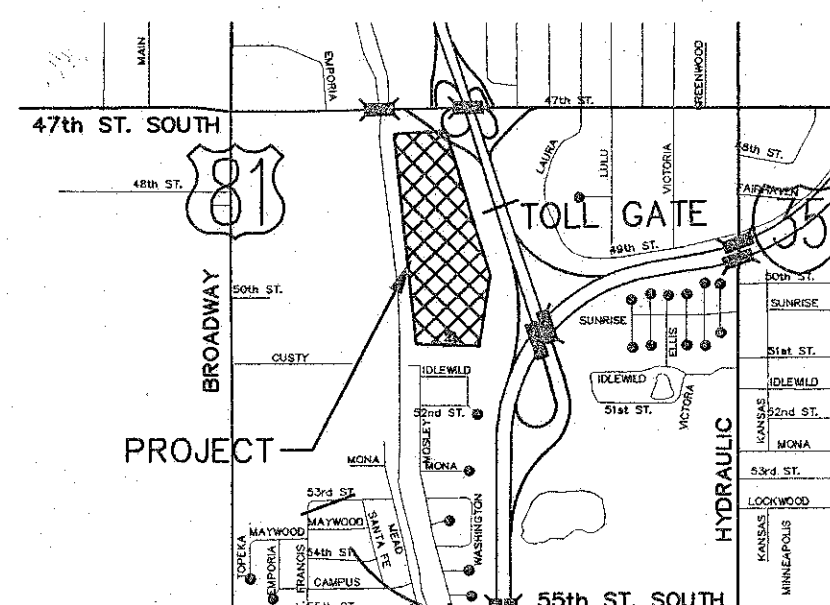 MAIN
EMPORIA
GREENWOOD
47th ST. SOUTH
47th ST.
LAURA
LULU
VICTORIA
48th ST.
48th ST.
81
TOLL GATE
FAIRHAVEN
35
49th ST.
BROADWAY
50th ST.
50th ST.
SUNRISE
SUNRISE
ELLIS
CUSTY
51st ST.
IDLEWILD
IDLEWILD
IDLEWILD
52nd ST.
51st ST.
VICTORA
KANSAS
52nd ST.
PROJECT
MOSLEY
HYDRAULIC
MONA
MONA
MONA
53rd. ST.
53rd ST.
LOCKWOOD
MAYWOOD
MAYWOOD
SANTA FE
MEAD
WASHINGTON
54th ST.
TOPEKA
EMPORIA
FRANCIS
CAMPUS
KANSAS
MINNEAPOLIS
55th ST.
55th ST. SOUTH